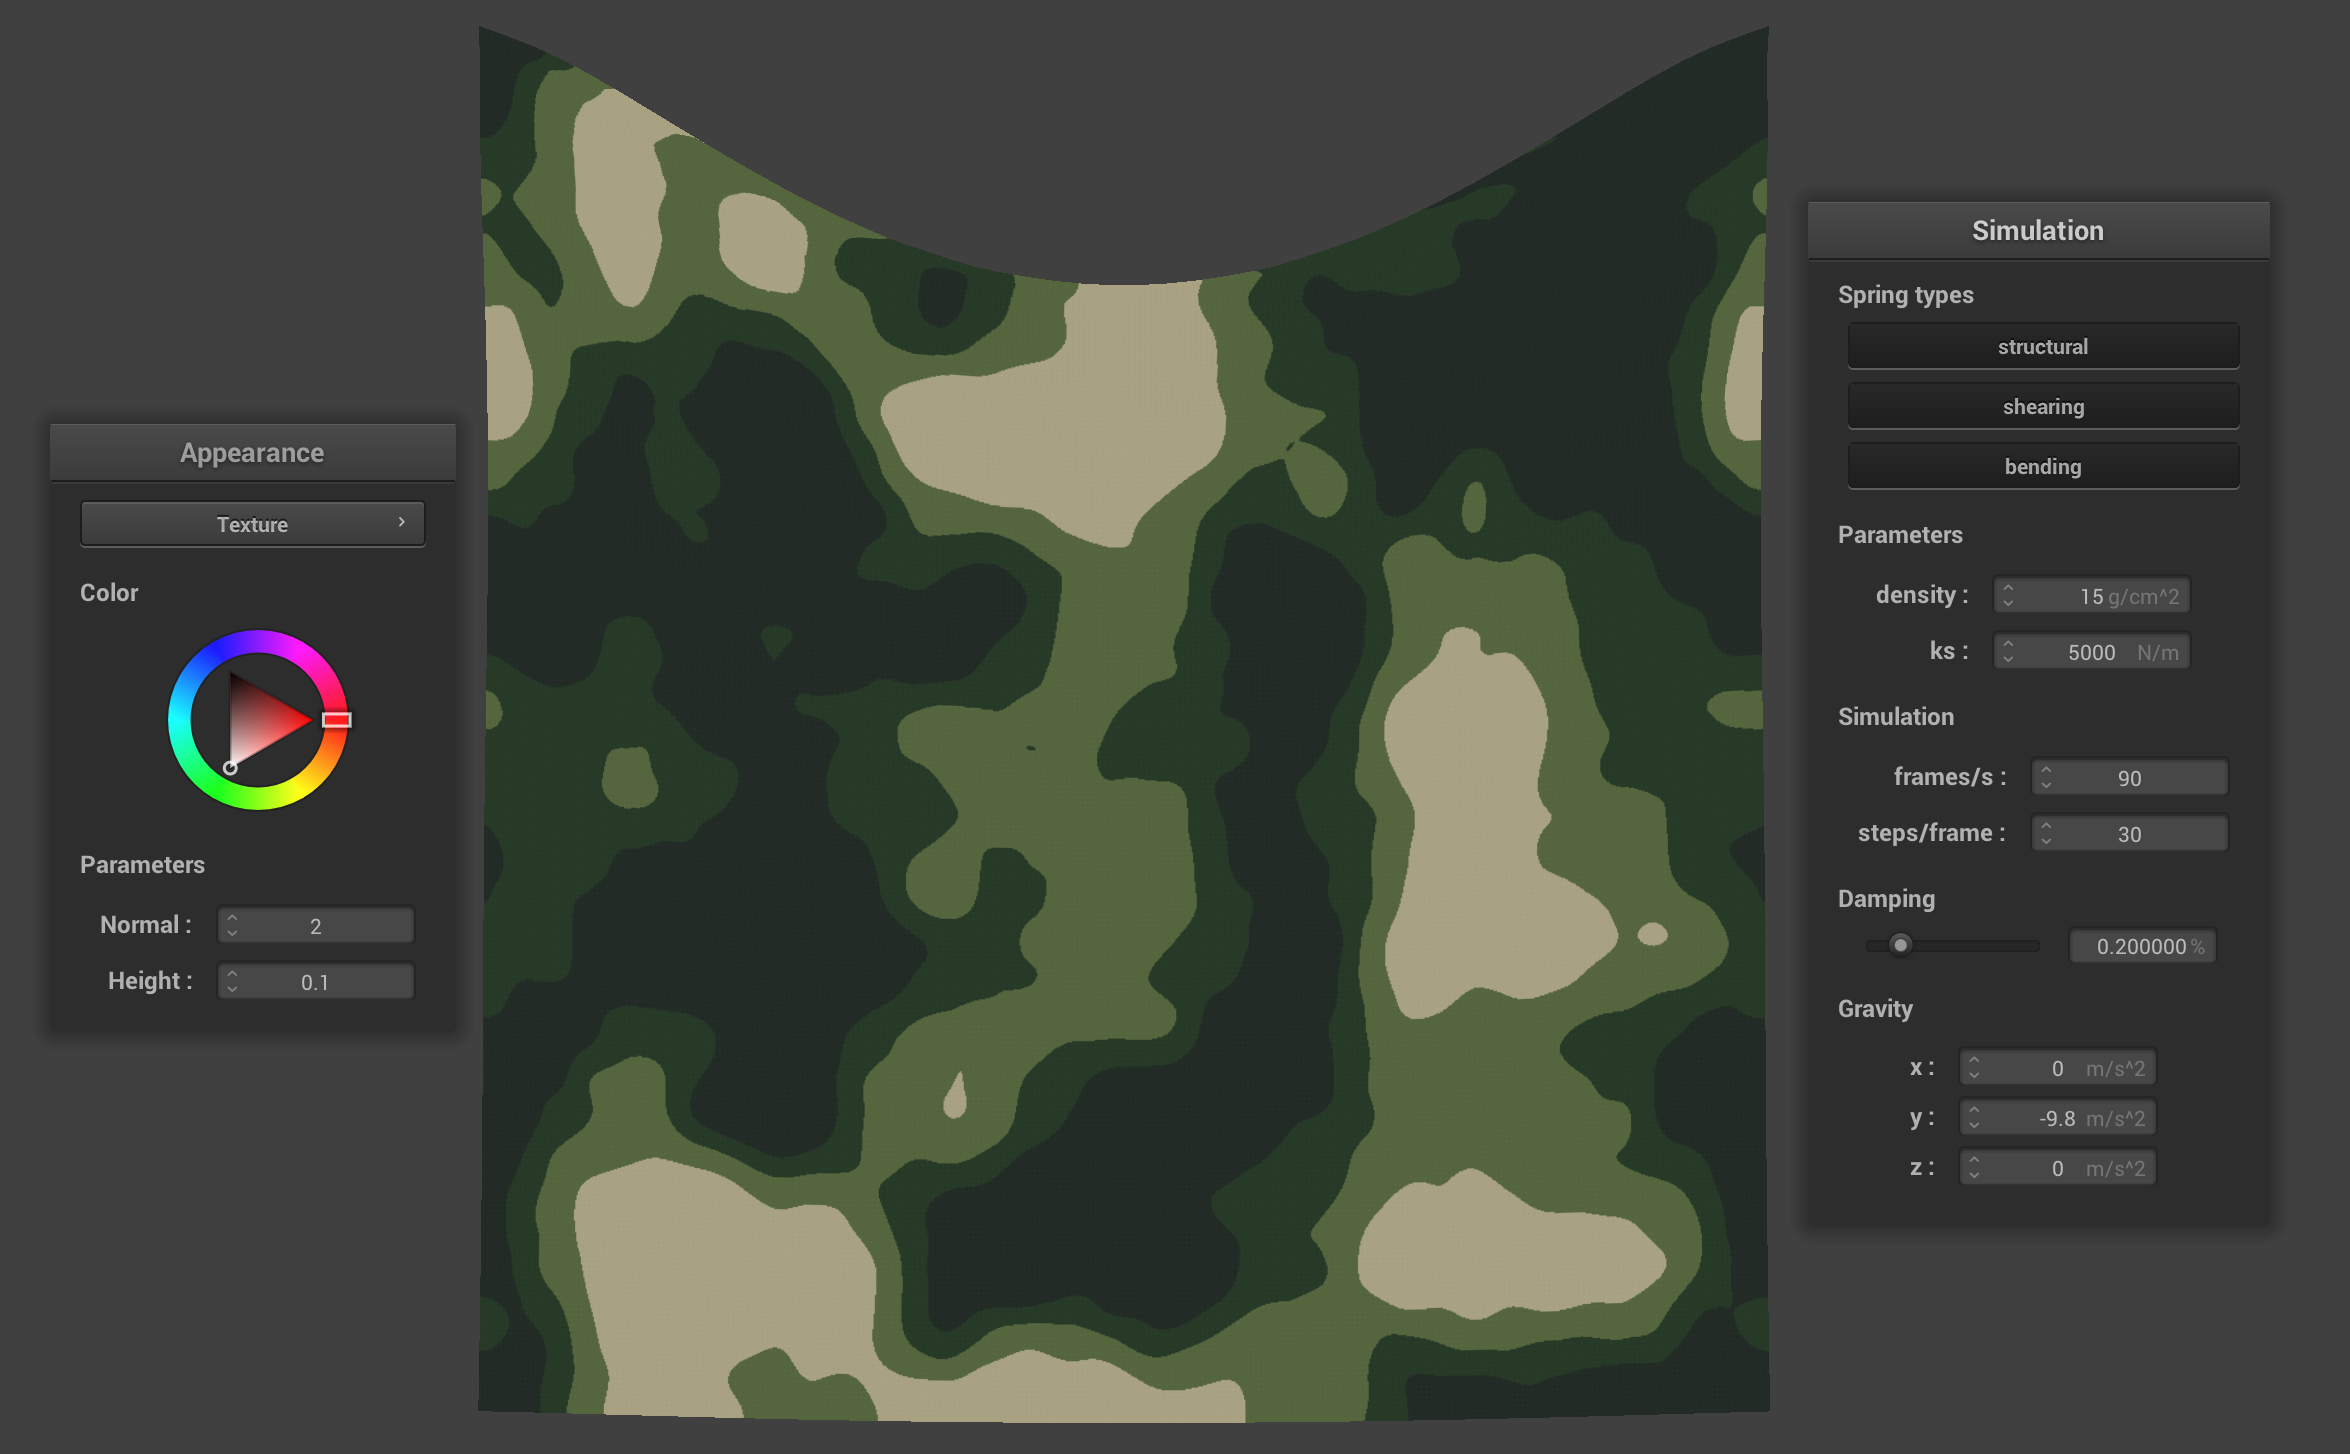 Appearance
Texture
Color
Parameters
Normal : 2
Height : 0.1
Simulation
Spring types
structural
shearing
bending
Parameters
density : 15 g/cm^2
ks : 5000 N/m
Simulation
frames/s : 90
steps/frame : 30
Damping
0.200000 %
Gravity
x : 0 m/s^2
y : -9.8 m/s^2
z : 0 m/s^2